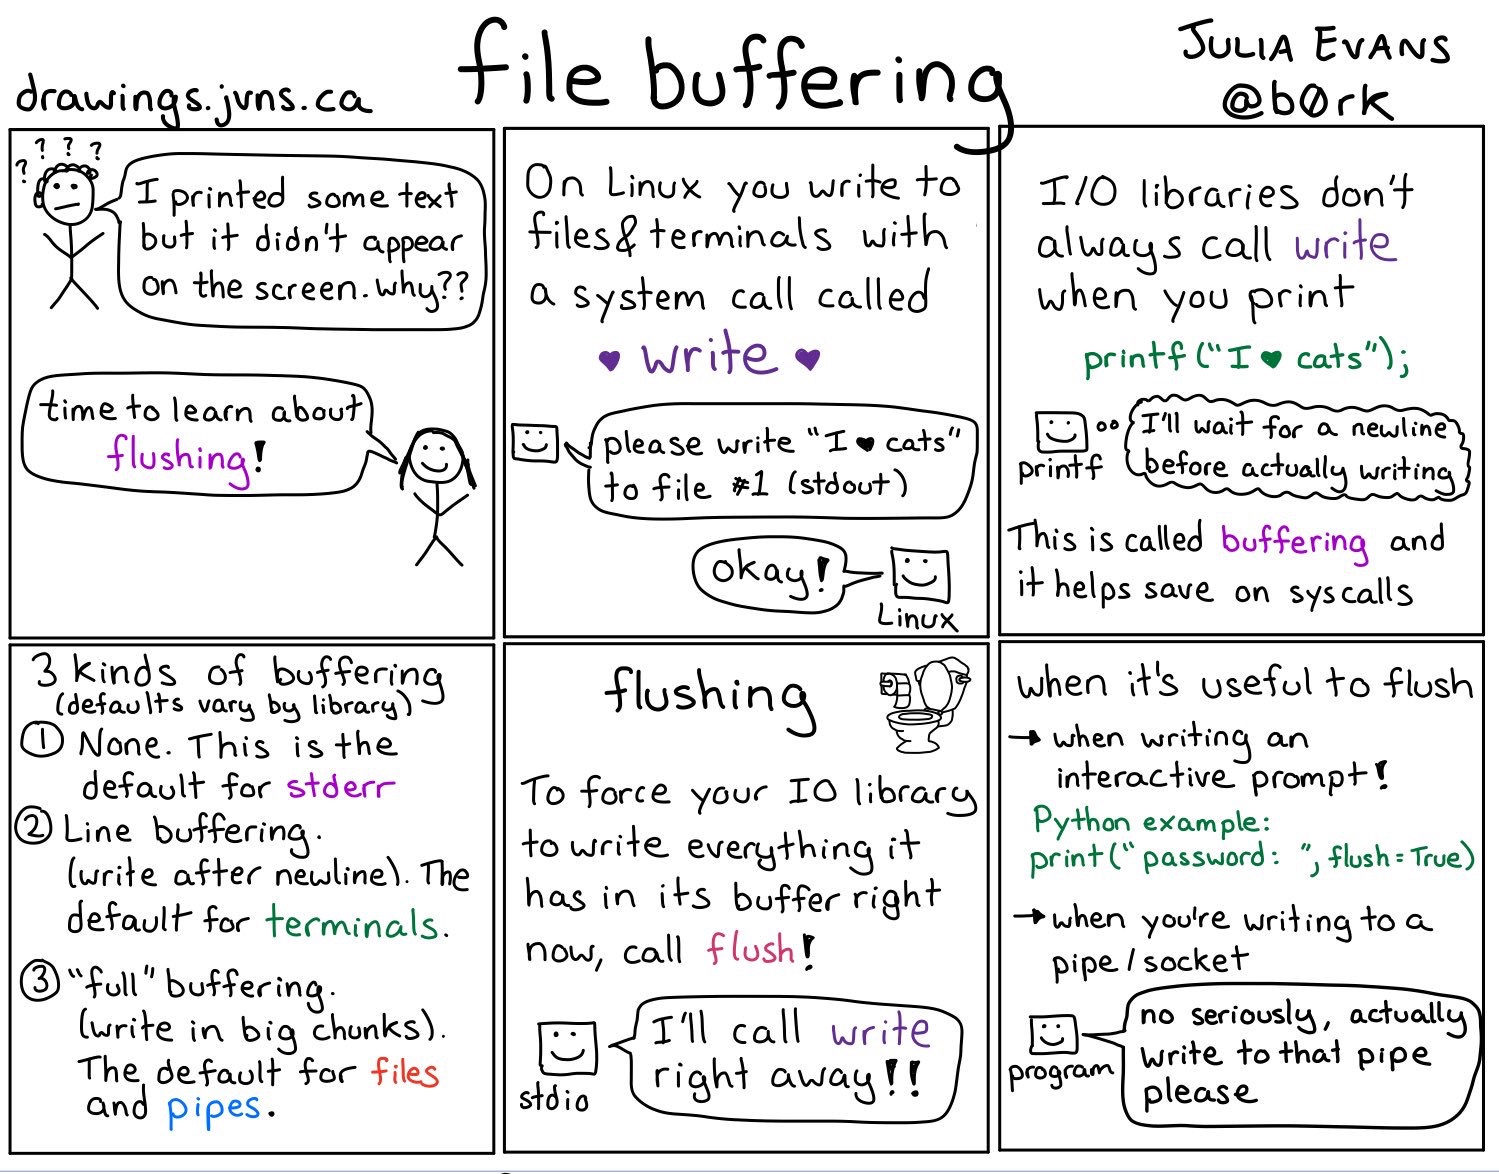 drawings.jvns.ca
file buffering
JULIA EVANS
@b0rk
? ? ? ?
I printed some text
but it didn't appear
on the screen. why??
time to learn about
flushing!
On Linux you write to
files & terminals with
a system call called
♥ write ♥
please write "I ♥ cats"
to file #1 (stdout)
okay!
Linux
I/O libraries don't
always call write
when you print
printf("I ♥ cats");
printf
I'll wait for a newline
before actually writing
This is called buffering and
it helps save on syscalls
3 kinds of buffering
(defaults vary by library)
① None. This is the
default for stderr
② Line buffering.
(write after newline). The
default for terminals.
③ "full" buffering.
(write in big chunks).
The default for files
and pipes.
flushing
To force your IO library
to write everything it
has in its buffer right
now, call flush!
stdio
I'll call write
right away!!
when it's useful to flush
→ when writing an
interactive prompt!
Python example:
print("password: ", flush=True)
→ when you're writing to a
pipe/socket
program
no seriously, actually
write to that pipe
please